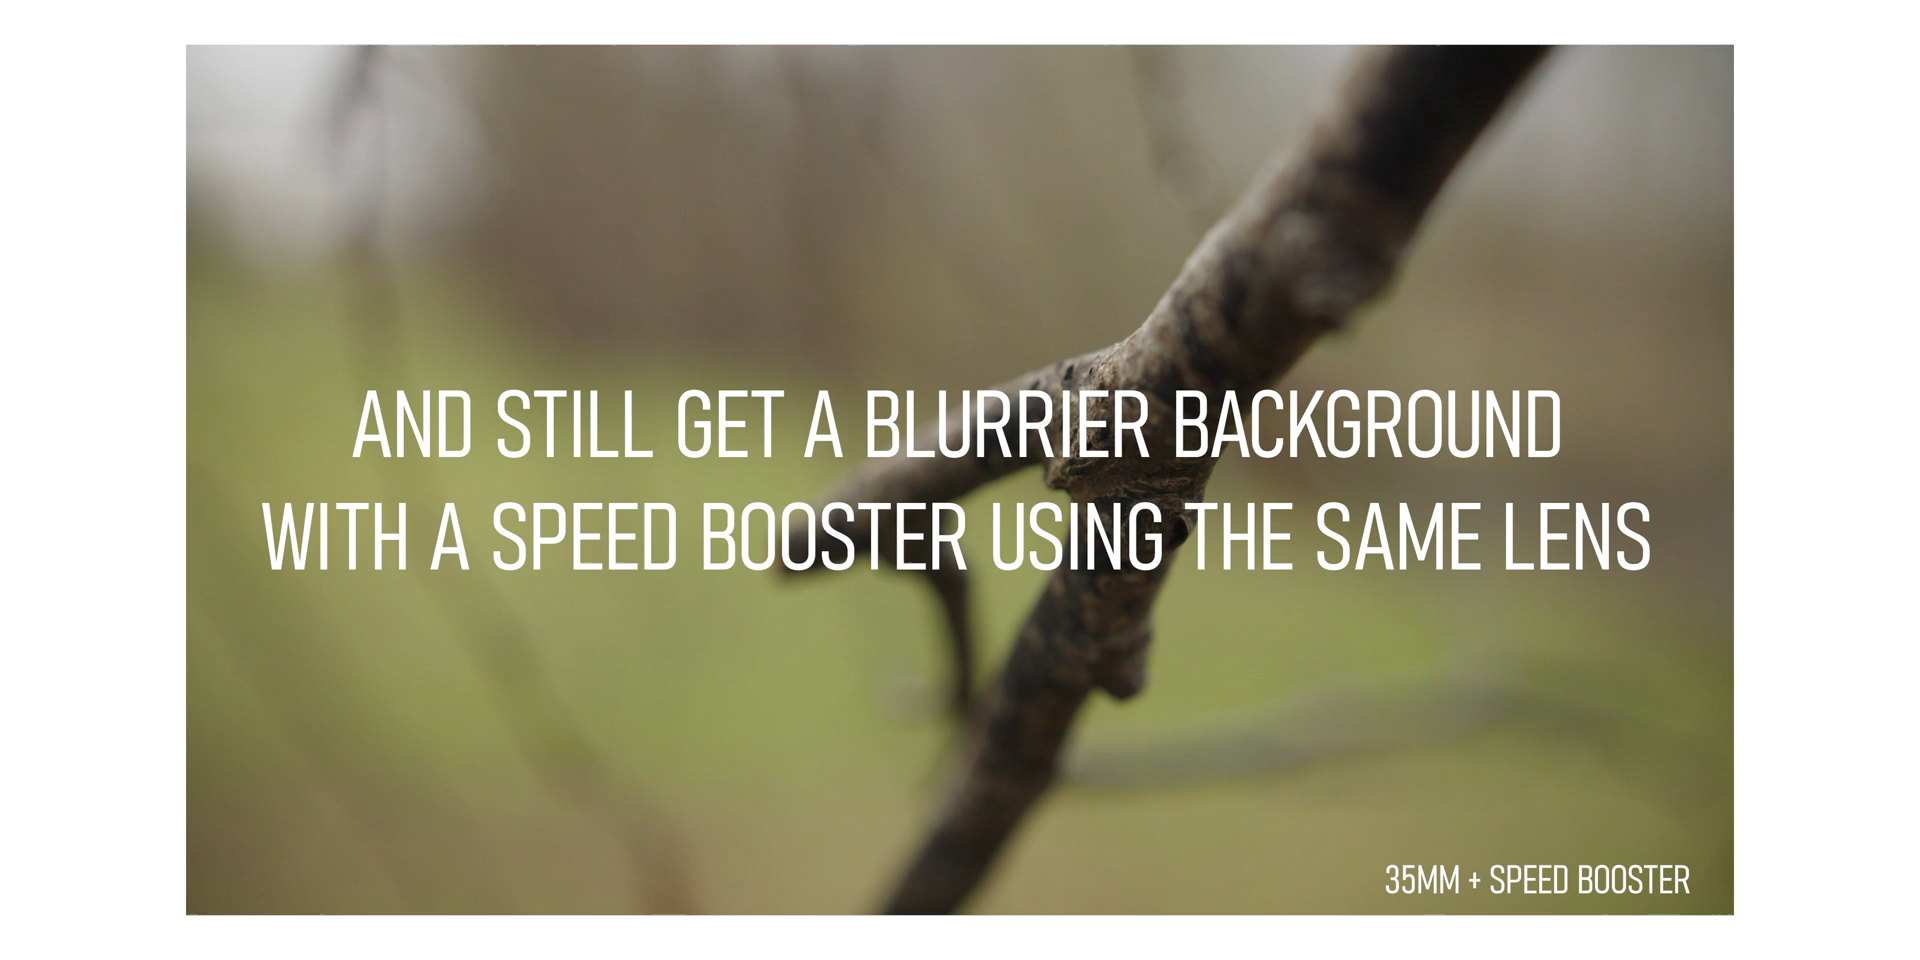 AND STILL GET A BLURRIER BACKGROUND
WITH A SPEED BOOSTER USING THE SAME LENS
35MM + SPEED BOOSTER